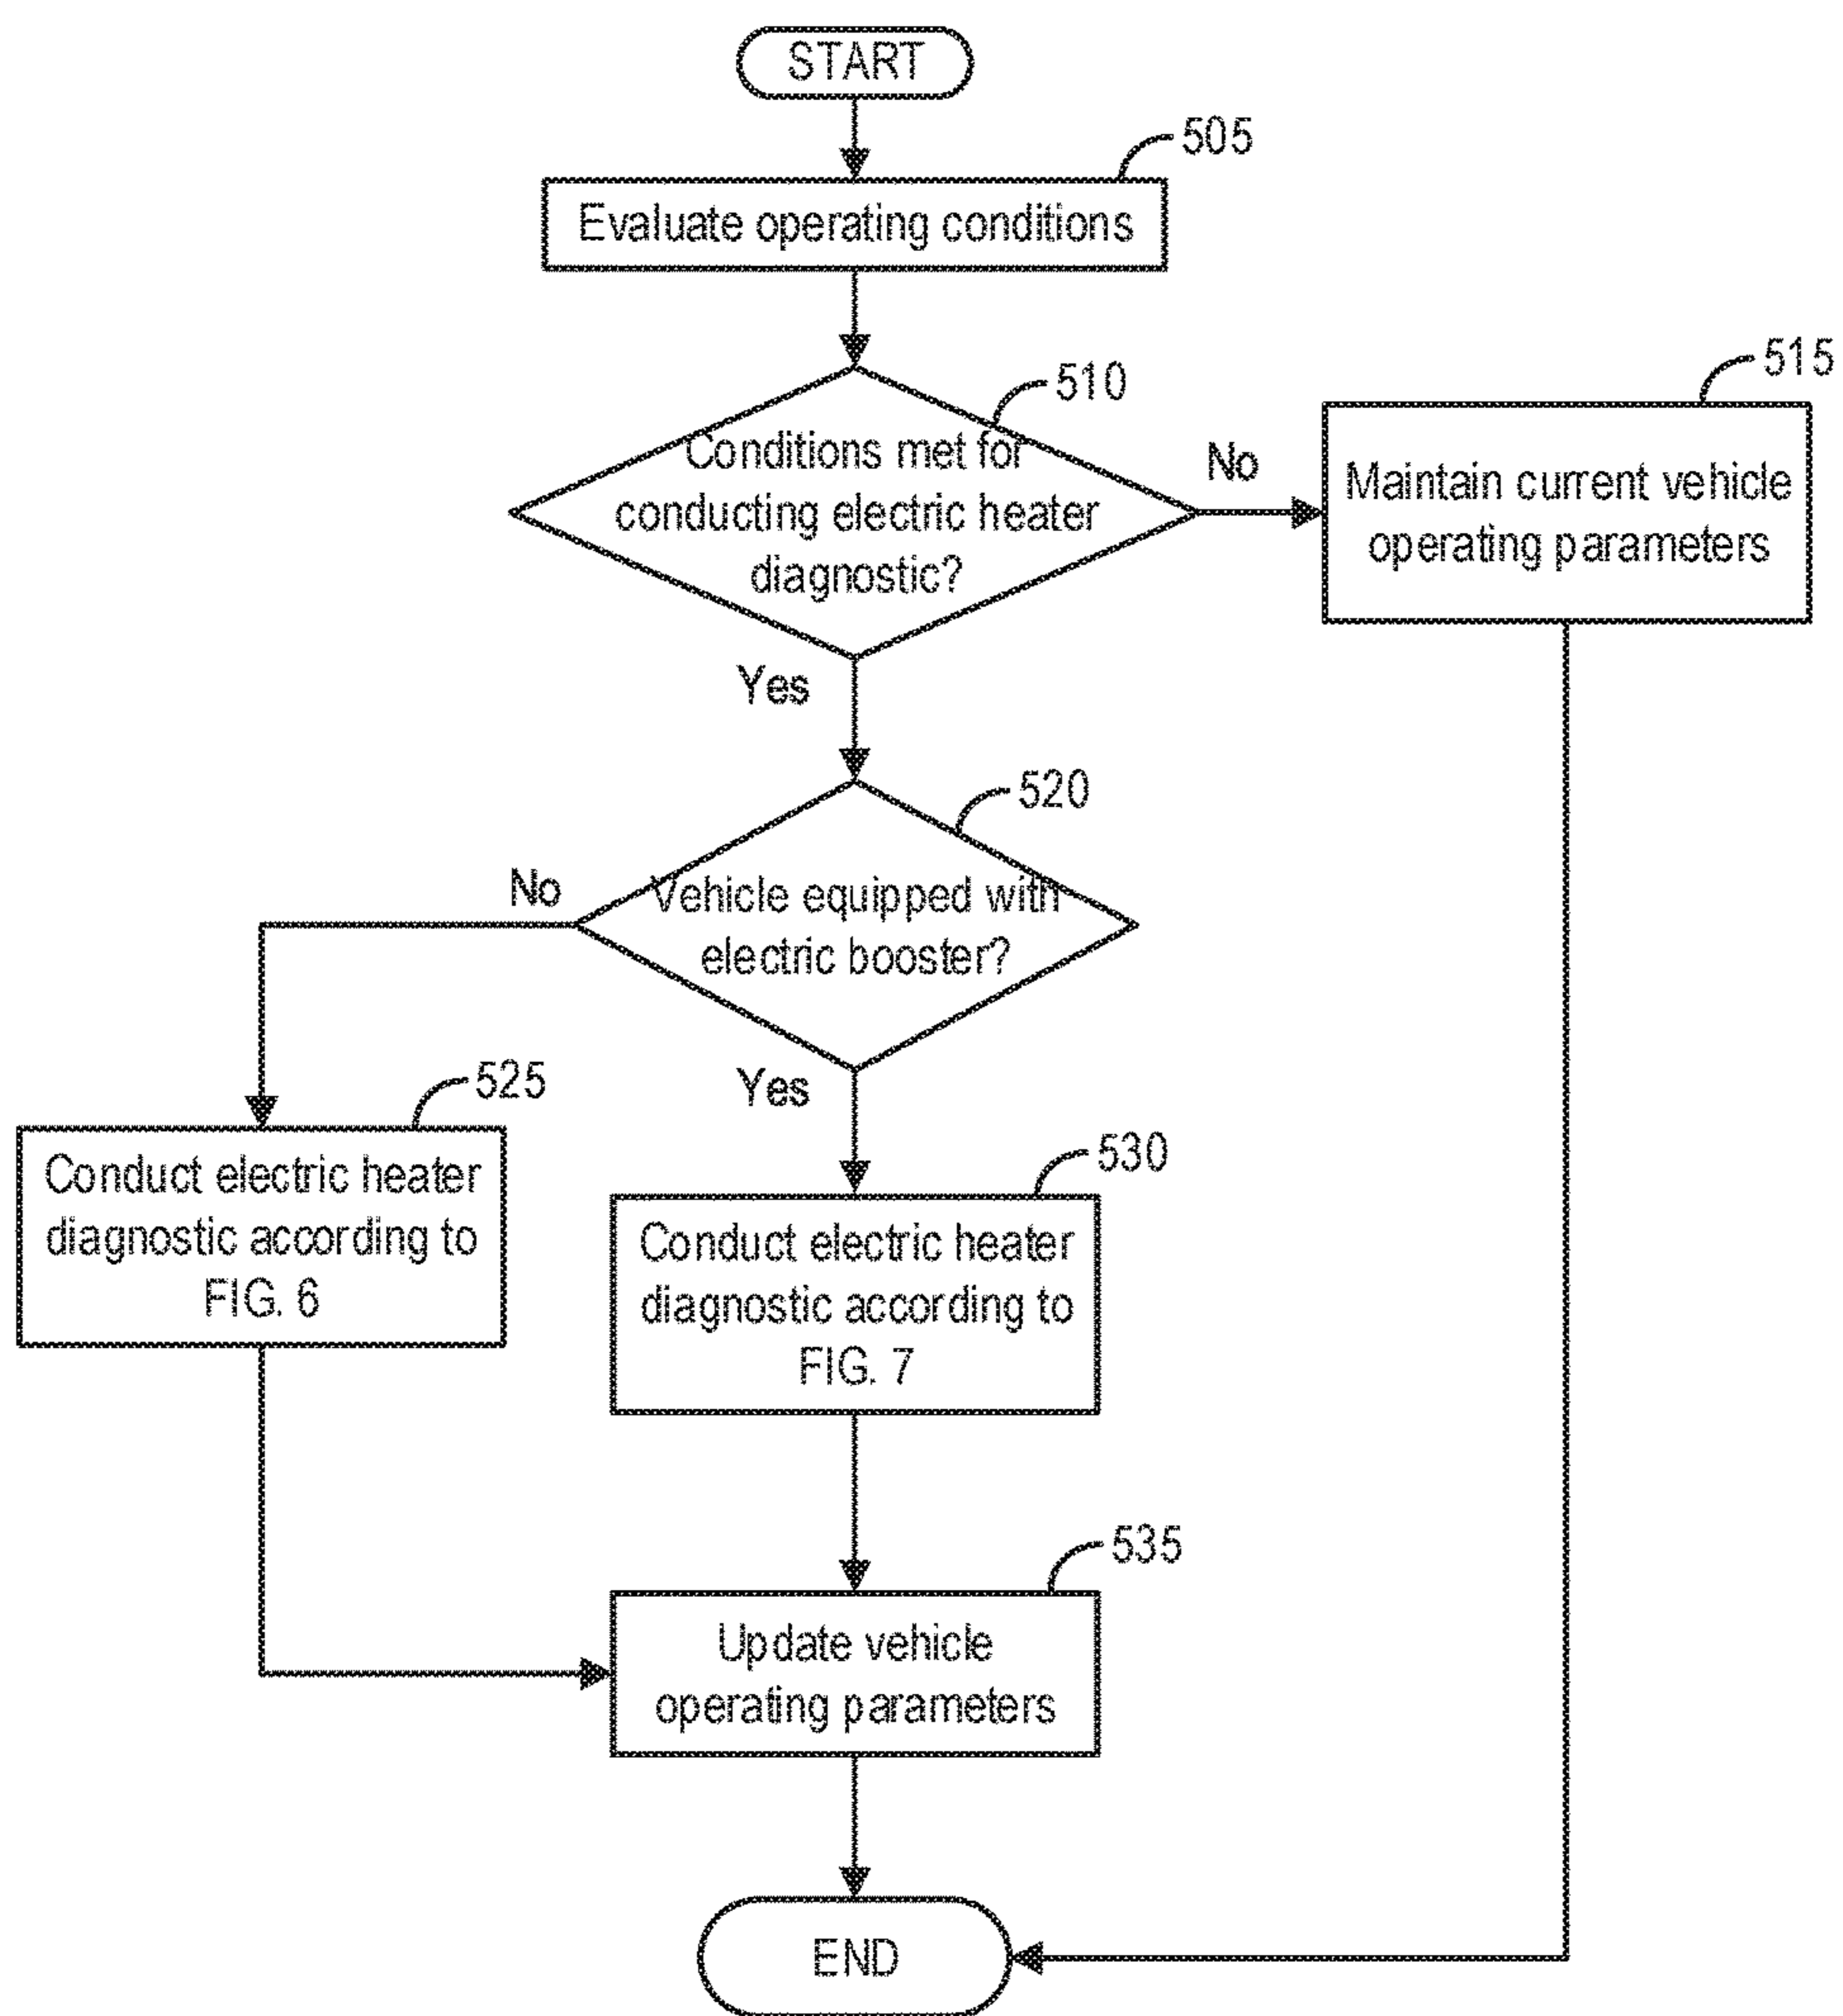 START
505
Evaluate operating conditions
510
Conditions met for
conducting electric heater
diagnostic?
No
515
Maintain current vehicle
operating parameters
Yes
520
Vehicle equipped with
electric booster?
No
Yes
525
Conduct electric heater
diagnostic according to
FIG. 6
530
Conduct electric heater
diagnostic according to
FIG. 7
535
Update vehicle
operating parameters
END